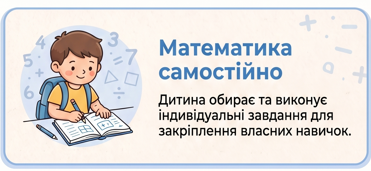 Математика
самостійно
Дитина обирає та виконує
індивідуальні завдання для
закріплення власних навичок.